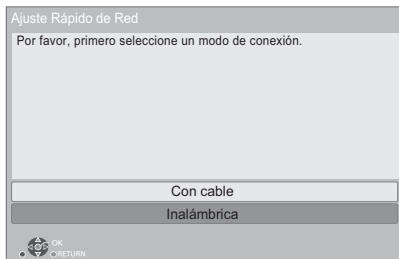 Ajuste Rápido de Red
Por favor, primero seleccione un modo de conexión.
Con cable
Inalámbrica
OK
RETURN